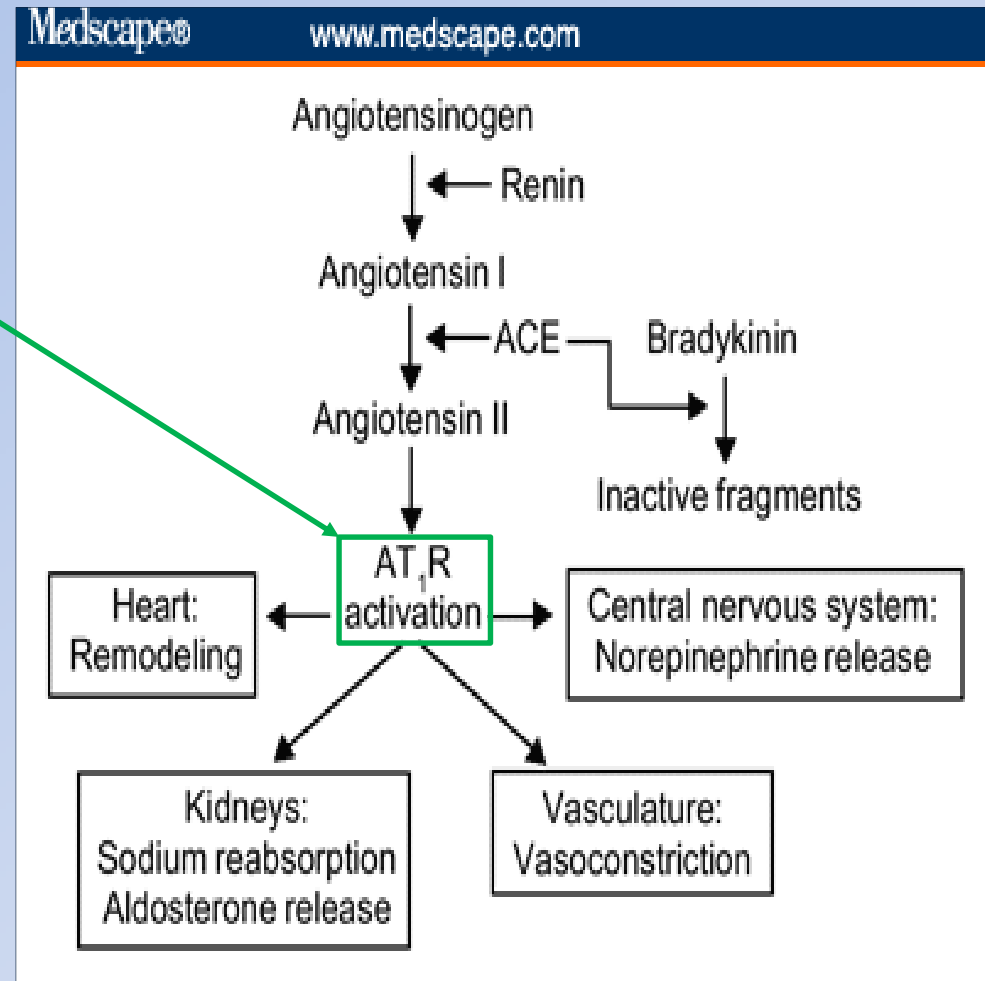 Medscape® www.medscape.com
Angiotensinogen
Renin
Angiotensin I
ACE Bradykinin
Angiotensin II
Inactive fragments
AT₁R
activation
Heart:
Remodeling
Central nervous system:
Norepinephrine release
Kidneys:
Sodium reabsorption
Aldosterone release
Vasculature:
Vasoconstriction